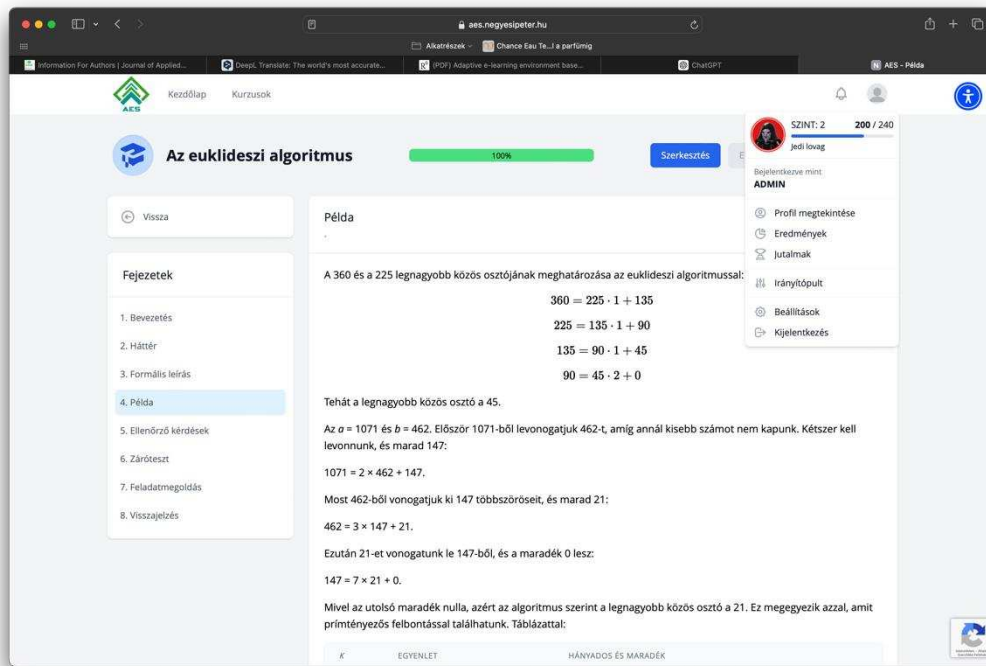 aes.negyesipeter.hu
Alkatrészek
Chance Eau Te...l a parfümig
Information For Authors | Journal of Applied...
DeepL Translate: The world's most accurate...
(PDF) Adaptive e-learning environment base...
ChatGPT
AES - Példa
AES
Kezdőlap
Kurzusok
SZINT: 2
200 / 240
Jedi lovag
Bejelentkezve mint
ADMIN
Profil megtekintése
Eredmények
Jutalmak
Irányítópult
Beállítások
Kijelentkezés
Az euklideszi algoritmus
100%
Szerkesztés
Vissza
Fejezetek
1. Bevezetés
2. Háttér
3. Formális leírás
4. Példa
5. Ellenőrző kérdések
6. Záróteszt
7. Feladatmegoldás
8. Visszajelzés
Példa
A 360 és a 225 legnagyobb közös osztójának meghatározása az euklideszi algoritmussal:
360 = 225 · 1 + 135
225 = 135 · 1 + 90
135 = 90 · 1 + 45
90 = 45 · 2 + 0
Tehát a legnagyobb közös osztó a 45.
Az a = 1071 és b = 462. Először 1071-ből levonogatjuk 462-t, amíg annál kisebb számot nem kapunk. Kétszer kell
levonnunk, és marad 147:
1071 = 2 × 462 + 147.
Most 462-ből vonogatjuk ki 147 többszöröseit, és marad 21:
462 = 3 × 147 + 21.
Ezután 21-et vonogatunk le 147-ből, és a maradék 0 lesz:
147 = 7 × 21 + 0.
Mivel az utolsó maradék nulla, azért az algoritmus szerint a legnagyobb közös osztó a 21. Ez megegyezik azzal, amit
prímtényezős felbontással találhatunk. Táblázattal:
K
EGYENLET
HÁNYADOS ÉS MARADÉK